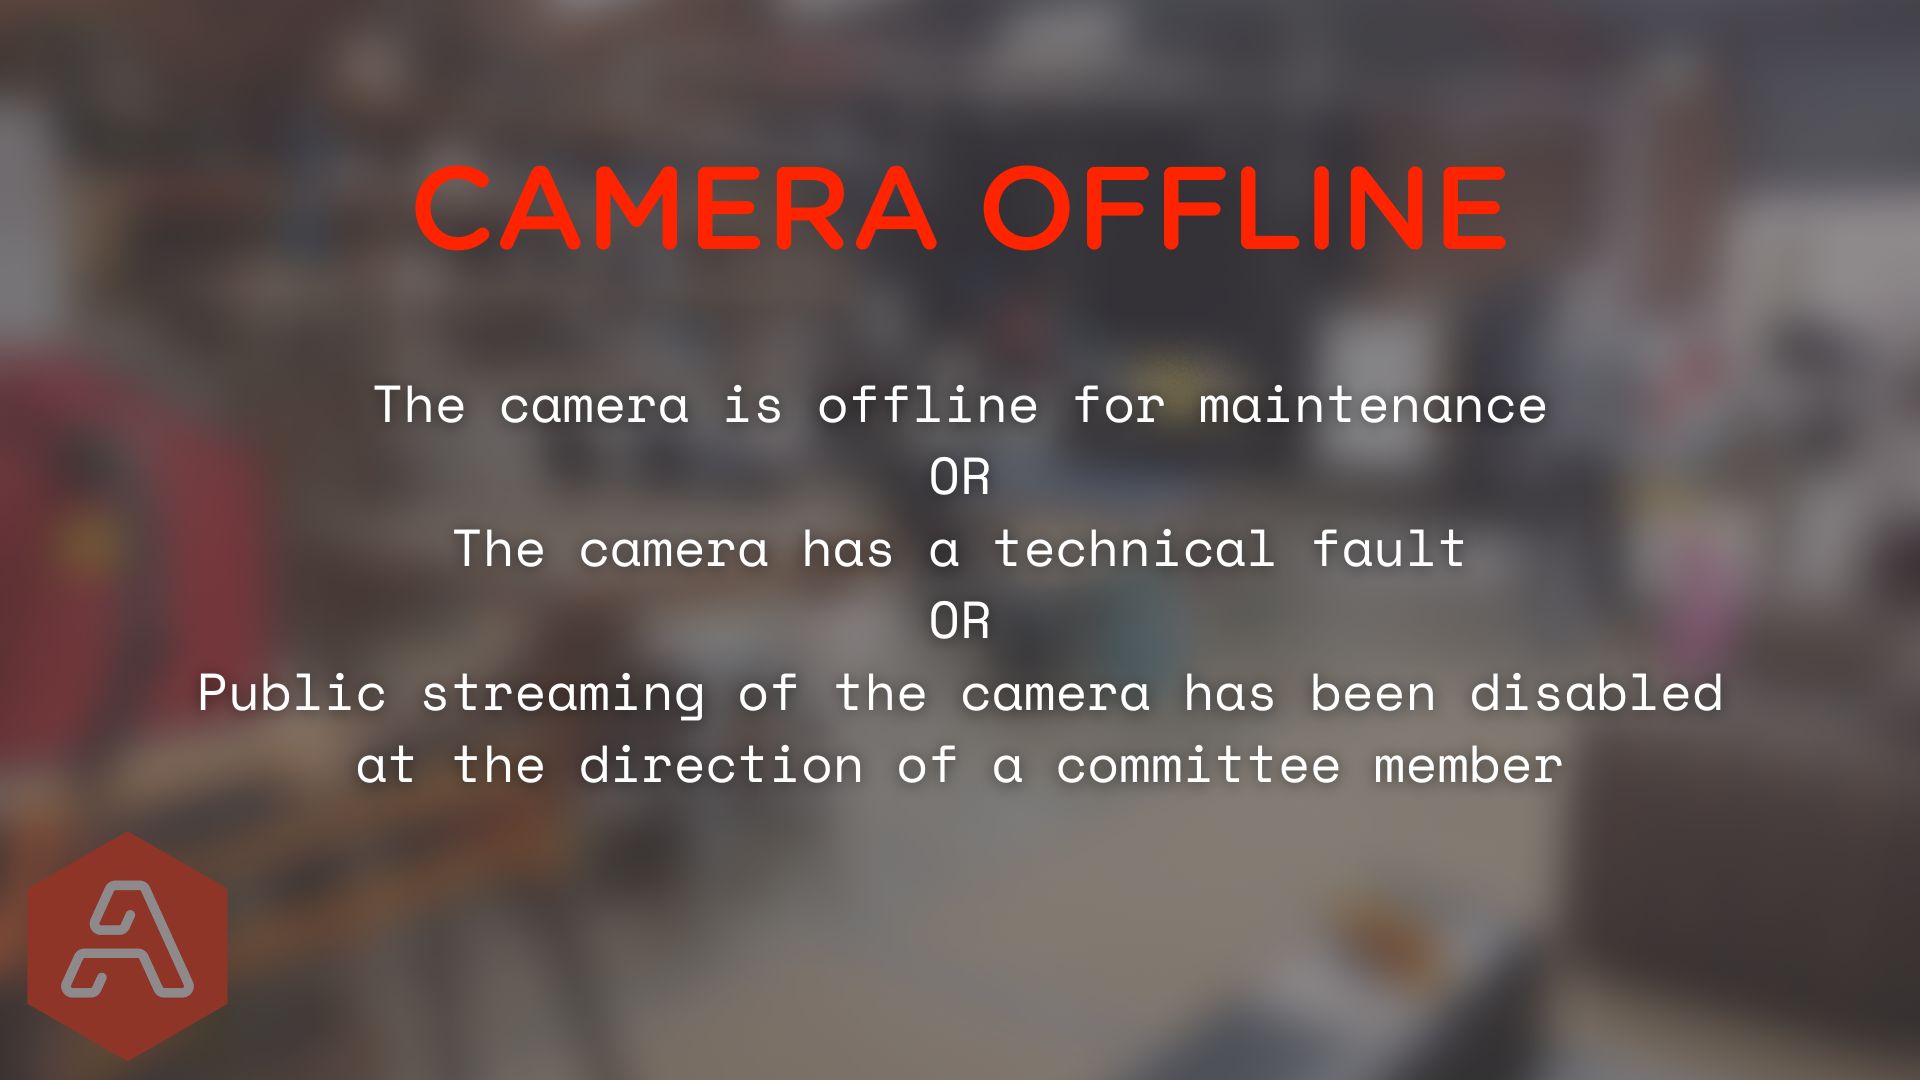 CAMERA OFFLINE
The camera is offline for maintenance
OR
The camera has a technical fault
OR
Public streaming of the camera has been disabled
at the direction of a committee member